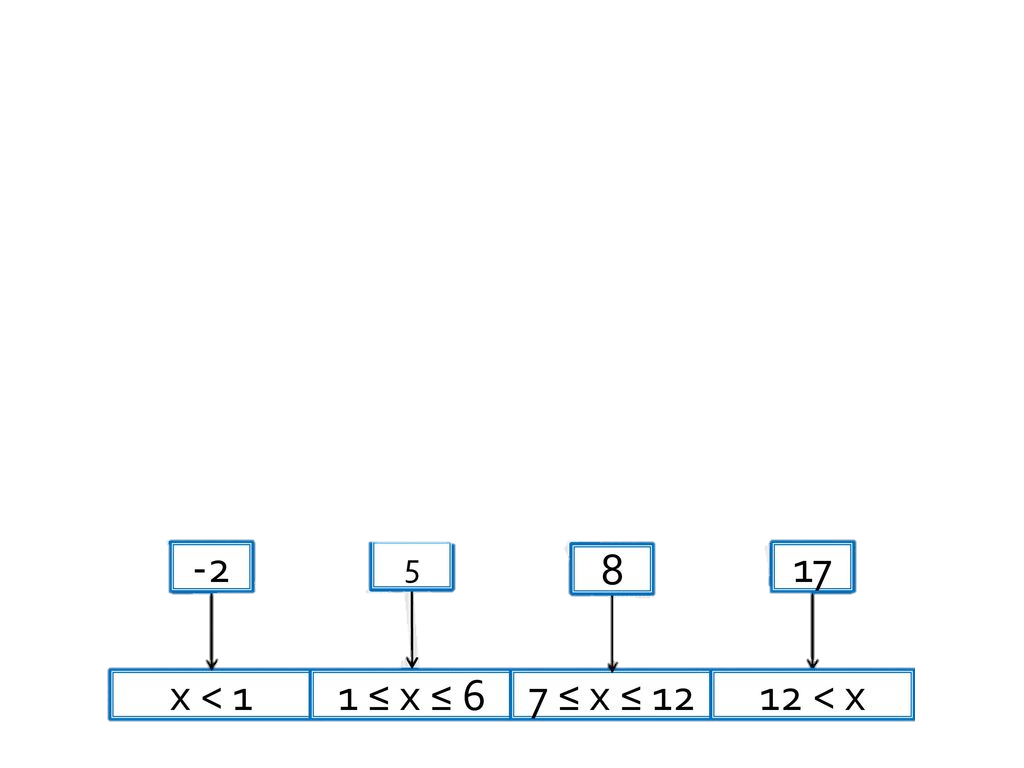 -2 5 8 17
x < 1 1 ≤ x ≤ 6 7 ≤ x ≤ 12 12 < x